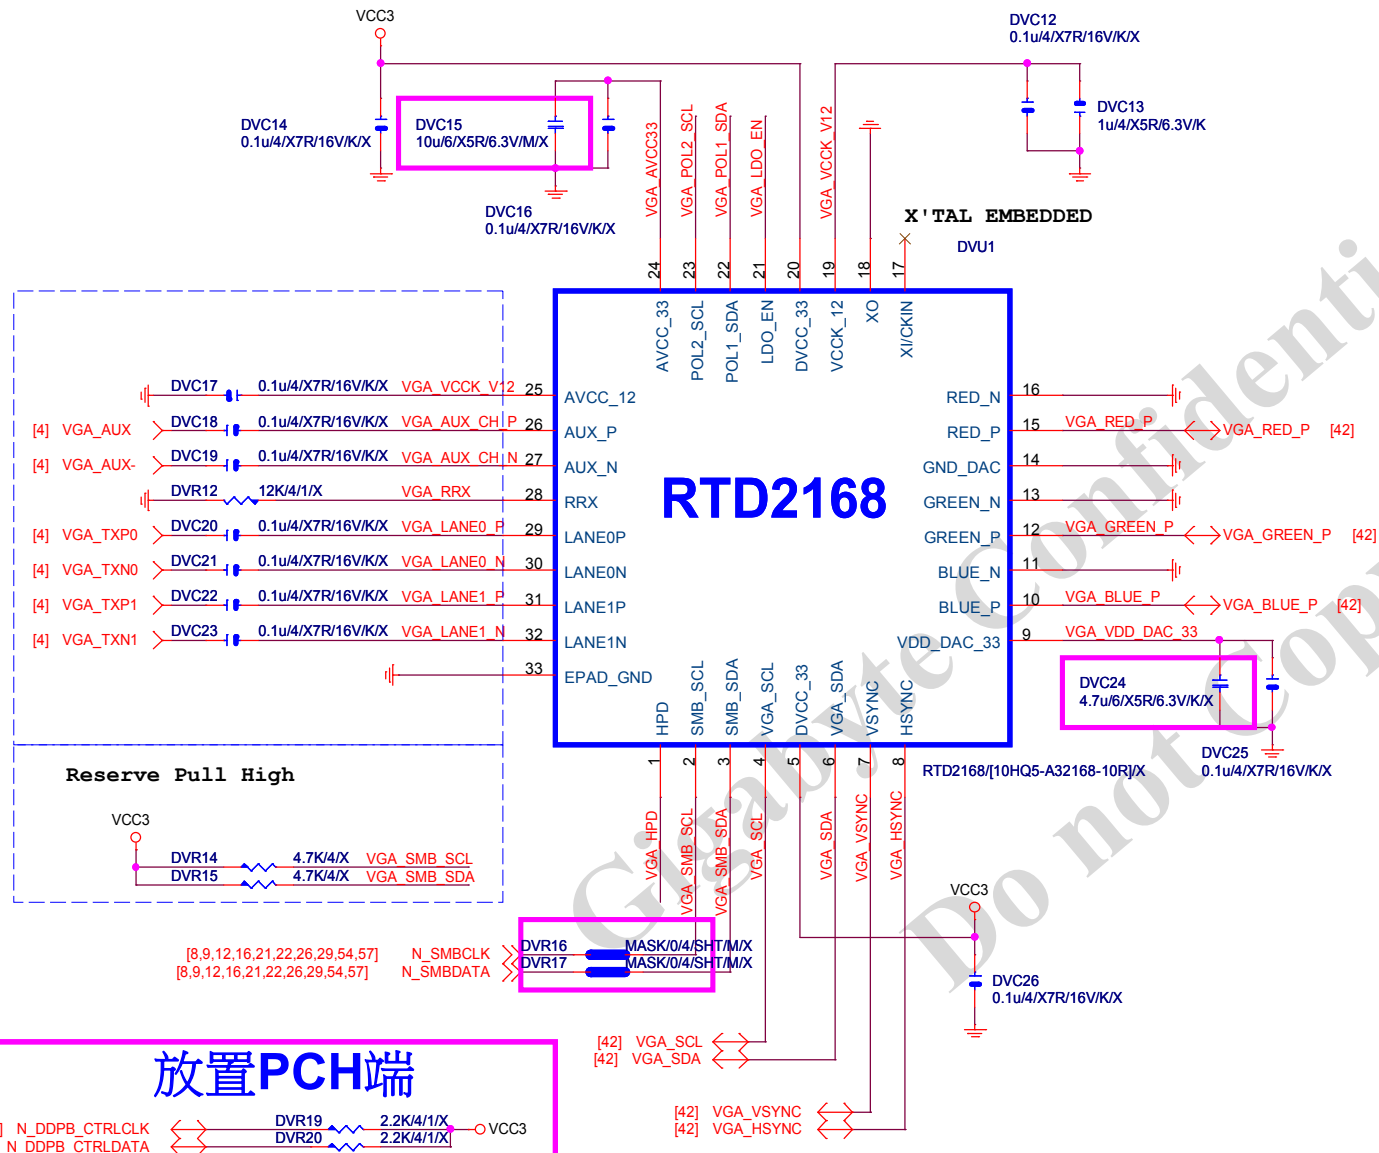 VCC3
DVC12
0.1u/4/X7R/16V/K/X
DVC14
0.1u/4/X7R/16V/K/X
DVC15
10u/6/X5R/6.3V/M/X
DVC13
1u/4/X5R/6.3V/K
DVC16
0.1u/4/X7R/16V/K/X
VGA_AVCC33
VGA_POL2_SCL
VGA_POL1_SDA
VGA_LDO_EN
VGA_VCCK_V12
X'TAL EMBEDDED
DVU1
24
23
22
21
20
19
18
17
AVCC_33
POL2_SCL
POL1_SDA
LDO_EN
DVCC_33
VCCK_12
XO
XI/CKIN
DVC17 0.1u/4/X7R/16V/K/X VGA_VCCK_V12 25 AVCC_12
[4] VGA_AUX DVC18 0.1u/4/X7R/16V/K/X VGA_AUX_CH_P 26 AUX_P
[4] VGA_AUX- DVC19 0.1u/4/X7R/16V/K/X VGA_AUX_CH_N 27 AUX_N
DVR12 12K/4/1/X VGA_RRX 28 RRX
[4] VGA_TXP0 DVC20 0.1u/4/X7R/16V/K/X VGA_LANE0_P 29 LANE0P
[4] VGA_TXN0 DVC21 0.1u/4/X7R/16V/K/X VGA_LANE0_N 30 LANE0N
[4] VGA_TXP1 DVC22 0.1u/4/X7R/16V/K/X VGA_LANE1_P 31 LANE1P
[4] VGA_TXN1 DVC23 0.1u/4/X7R/16V/K/X VGA_LANE1_N 32 LANE1N
33 EPAD_GND
RTD2168
RED_N 16
RED_P 15 VGA_RED_P VGA_RED_P [42]
GND_DAC 14
GREEN_N 13
GREEN_P 12 VGA_GREEN_P VGA_GREEN_P [42]
BLUE_N 11
BLUE_P 10 VGA_BLUE_P VGA_BLUE_P [42]
VDD_DAC_33 9 VGA_VDD_DAC_33
DVC24
4.7u/6/X5R/6.3V/K/X
DVC25
0.1u/4/X7R/16V/K/X
HPD
SMB_SCL
SMB_SDA
VGA_SCL
DVCC_33
VGA_SDA
VSYNC
HSYNC
1
2
3
4
5
6
7
8
RTD2168/[10HQ5-A32168-10R]/X
VGA_HPD
VGA_SMB_SCL
VGA_SMB_SDA
VGA_SCL
VGA_SDA
VGA_VSYNC
VGA_HSYNC
Reserve Pull High
VCC3
DVR14 4.7K/4/X VGA_SMB_SCL
DVR15 4.7K/4/X VGA_SMB_SDA
[8,9,12,16,21,22,26,29,54,57] N_SMBCLK DVR16 MASK/0/4/SHT/M/X
[8,9,12,16,21,22,26,29,54,57] N_SMBDATA DVR17 MASK/0/4/SHT/M/X
VCC3
DVC26
0.1u/4/X7R/16V/K/X
[42] VGA_SCL
[42] VGA_SDA
[42] VGA_VSYNC
[42] VGA_HSYNC
放置PCH端
] N_DDPB_CTRLCLK DVR19 2.2K/4/1/X VCC3
N_DDPB_CTRLDATA DVR20 2.2K/4/1/X
Gigabyte Confidenti
Do not Copy